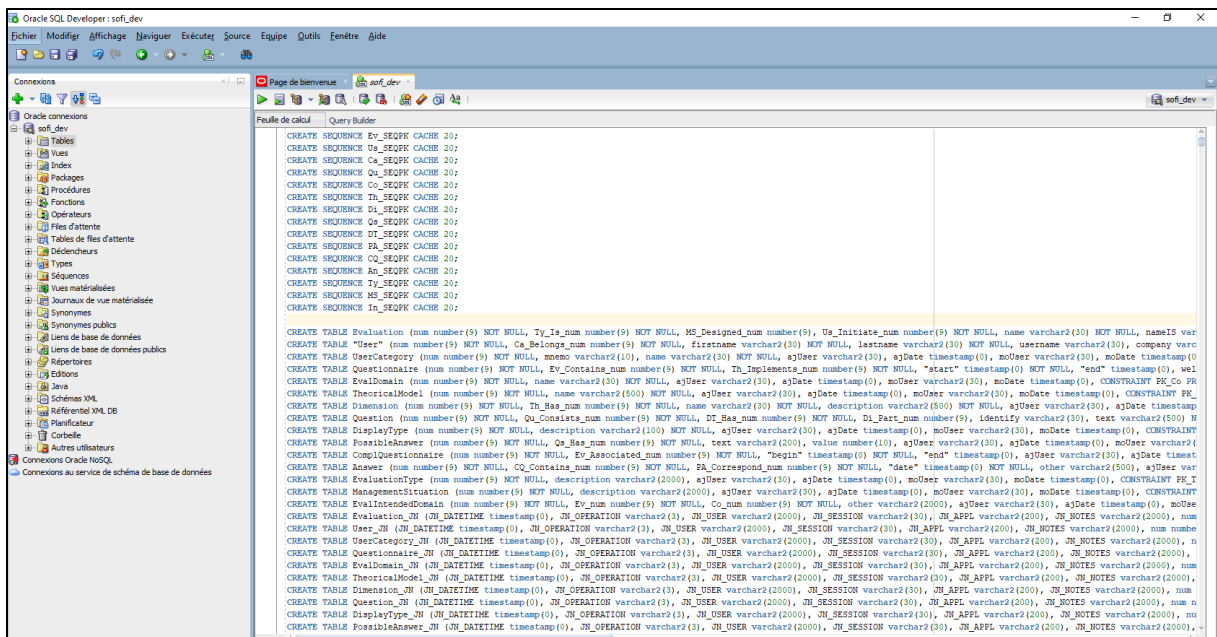 Oracle SQL Developer : sofi_dev
Fichier Modifier Affichage Naviguer Exécuter Source Equipe Outils Fenêtre Aide
Connexions
Oracle connexions
sofi_dev
Tables
Vues
Index
Packages
Procédures
Fonctions
Opérateurs
Files d'attente
Tables de files d'attente
Déclencheurs
Types
Séquences
Vues matérialisées
Journaux de vue matérialisée
Synonymes
Synonymes publics
Liens de base de données
Liens de base de données publics
Répertoires
Editions
Java
Schémas XML
Référentiel XML DB
Planificateur
Corbeille
Autres utilisateurs
Connexions Oracle NoSQL
Connexions au service de schéma de base de données
Page de bienvenue sofi_dev
sofi_dev
Feuille de calcul Query Builder
CREATE SEQUENCE Ev_SEQPK CACHE 20;
CREATE SEQUENCE Us_SEQPK CACHE 20;
CREATE SEQUENCE Ca_SEQPK CACHE 20;
CREATE SEQUENCE Qu_SEQPK CACHE 20;
CREATE SEQUENCE Co_SEQPK CACHE 20;
CREATE SEQUENCE Th_SEQPK CACHE 20;
CREATE SEQUENCE Di_SEQPK CACHE 20;
CREATE SEQUENCE Qs_SEQPK CACHE 20;
CREATE SEQUENCE DT_SEQPK CACHE 20;
CREATE SEQUENCE PA_SEQPK CACHE 20;
CREATE SEQUENCE CQ_SEQPK CACHE 20;
CREATE SEQUENCE An_SEQPK CACHE 20;
CREATE SEQUENCE Ty_SEQPK CACHE 20;
CREATE SEQUENCE MS_SEQPK CACHE 20;
CREATE SEQUENCE In_SEQPK CACHE 20;
CREATE TABLE Evaluation (num number(9) NOT NULL, Ty_Is_num number(9) NOT NULL, MS_Designed_num number(9), Us_Initiate_num number(9) NOT NULL, name varchar2(30) NOT NULL, nameIS var
CREATE TABLE "User" (num number(9) NOT NULL, Ca_Belongs_num number(9) NOT NULL, firstname varchar2(30) NOT NULL, lastname varchar2(30) NOT NULL, username varchar2(30), company varc
CREATE TABLE UserCategory (num number(9) NOT NULL, mnemo varchar2(10), name varchar2(30) NOT NULL, ajUser varchar2(30), ajDate timestamp(0), moUser varchar2(30), moDate timestamp(0
CREATE TABLE Questionnaire (num number(9) NOT NULL, Ev_Contains_num number(9) NOT NULL, Th_Implements_num number(9) NOT NULL, "start" timestamp(0) NOT NULL, "end" timestamp(0), wel
CREATE TABLE EvalDomain (num number(9) NOT NULL, name varchar2(30) NOT NULL, ajUser varchar2(30), ajDate timestamp(0), moUser varchar2(30), moDate timestamp(0), CONSTRAINT PK_Co PR
CREATE TABLE TheoricalModel (num number(9) NOT NULL, name varchar2(500) NOT NULL, ajUser varchar2(30), ajDate timestamp(0), moUser varchar2(30), moDate timestamp(0), CONSTRAINT PK_
CREATE TABLE Dimension (num number(9) NOT NULL, Th_Has_num number(9) NOT NULL, name varchar2(30) NOT NULL, description varchar2(500) NOT NULL, ajUser varchar2(30), ajDate timestamp
CREATE TABLE Question (num number(9) NOT NULL, Qu_Consists_num number(9) NOT NULL, DT_Has_num number(9) NOT NULL, Di_Part_num number(9), identify varchar2(30), text varchar2(500) N
CREATE TABLE DisplayType (num number(9) NOT NULL, description varchar2(100) NOT NULL, ajUser varchar2(30), ajDate timestamp(0), moUser varchar2(30), moDate timestamp(0), CONSTRAINT
CREATE TABLE PossibleAnswer (num number(9) NOT NULL, Qs_Has_num number(9) NOT NULL, text varchar2(200), value number(10), ajUser varchar2(30), ajDate timestamp(0), moUser varchar2(
CREATE TABLE ComplQuestionnaire (num number(9) NOT NULL, Ev_Associated_num number(9) NOT NULL, "begin" timestamp(0) NOT NULL, "end" timestamp(0), ajUser varchar2(30), ajDate timest
CREATE TABLE Answer (num number(9) NOT NULL, CQ_Contains_num number(9) NOT NULL, PA_Correspond_num number(9) NOT NULL, "date" timestamp(0) NOT NULL, other varchar2(500), ajUser var
CREATE TABLE EvaluationType (num number(9) NOT NULL, description varchar2(2000), ajUser varchar2(30), ajDate timestamp(0), moUser varchar2(30), moDate timestamp(0), CONSTRAINT PK_T
CREATE TABLE ManagementSituation (num number(9) NOT NULL, description varchar2(2000), ajUser varchar2(30), ajDate timestamp(0), moUser varchar2(30), moDate timestamp(0), CONSTRAINT
CREATE TABLE EvalIntendedDomain (num number(9) NOT NULL, Ev_num number(9) NOT NULL, Co_num number(9) NOT NULL, other varchar2(2000), ajUser varchar2(30), ajDate timestamp(0), moUse
CREATE TABLE Evaluation_JN (JN_DATETIME timestamp(0), JN_OPERATION varchar2(3), JN_USER varchar2(2000), JN_SESSION varchar2(30), JN_APPL varchar2(200), JN_NOTES varchar2(2000), num
CREATE TABLE User_JN (JN_DATETIME timestamp(0), JN_OPERATION varchar2(3), JN_USER varchar2(2000), JN_SESSION varchar2(30), JN_APPL varchar2(200), JN_NOTES varchar2(2000), num numbe
CREATE TABLE UserCategory_JN (JN_DATETIME timestamp(0), JN_OPERATION varchar2(3), JN_USER varchar2(2000), JN_SESSION varchar2(30), JN_APPL varchar2(200), JN_NOTES varchar2(2000), n
CREATE TABLE Questionnaire_JN (JN_DATETIME timestamp(0), JN_OPERATION varchar2(3), JN_USER varchar2(2000), JN_SESSION varchar2(30), JN_APPL varchar2(200), JN_NOTES varchar2(2000),
CREATE TABLE EvalDomain_JN (JN_DATETIME timestamp(0), JN_OPERATION varchar2(3), JN_USER varchar2(2000), JN_SESSION varchar2(30), JN_APPL varchar2(200), JN_NOTES varchar2(2000), num
CREATE TABLE TheoricalModel_JN (JN_DATETIME timestamp(0), JN_OPERATION varchar2(3), JN_USER varchar2(2000), JN_SESSION varchar2(30), JN_APPL varchar2(200), JN_NOTES varchar2(2000),
CREATE TABLE Dimension_JN (JN_DATETIME timestamp(0), JN_OPERATION varchar2(3), JN_USER varchar2(2000), JN_SESSION varchar2(30), JN_APPL varchar2(200), JN_NOTES varchar2(2000), num
CREATE TABLE Question_JN (JN_DATETIME timestamp(0), JN_OPERATION varchar2(3), JN_USER varchar2(2000), JN_SESSION varchar2(30), JN_APPL varchar2(200), JN_NOTES varchar2(2000), num n
CREATE TABLE DisplayType_JN (JN_DATETIME timestamp(0), JN_OPERATION varchar2(3), JN_USER varchar2(2000), JN_SESSION varchar2(30), JN_APPL varchar2(200), JN_NOTES varchar2(2000), nu
CREATE TABLE PossibleAnswer_JN (JN_DATETIME timestamp(0), JN_OPERATION varchar2(3), JN_USER varchar2(2000), JN_SESSION varchar2(30), JN_APPL varchar2(200), JN_NOTES varchar2(2000),